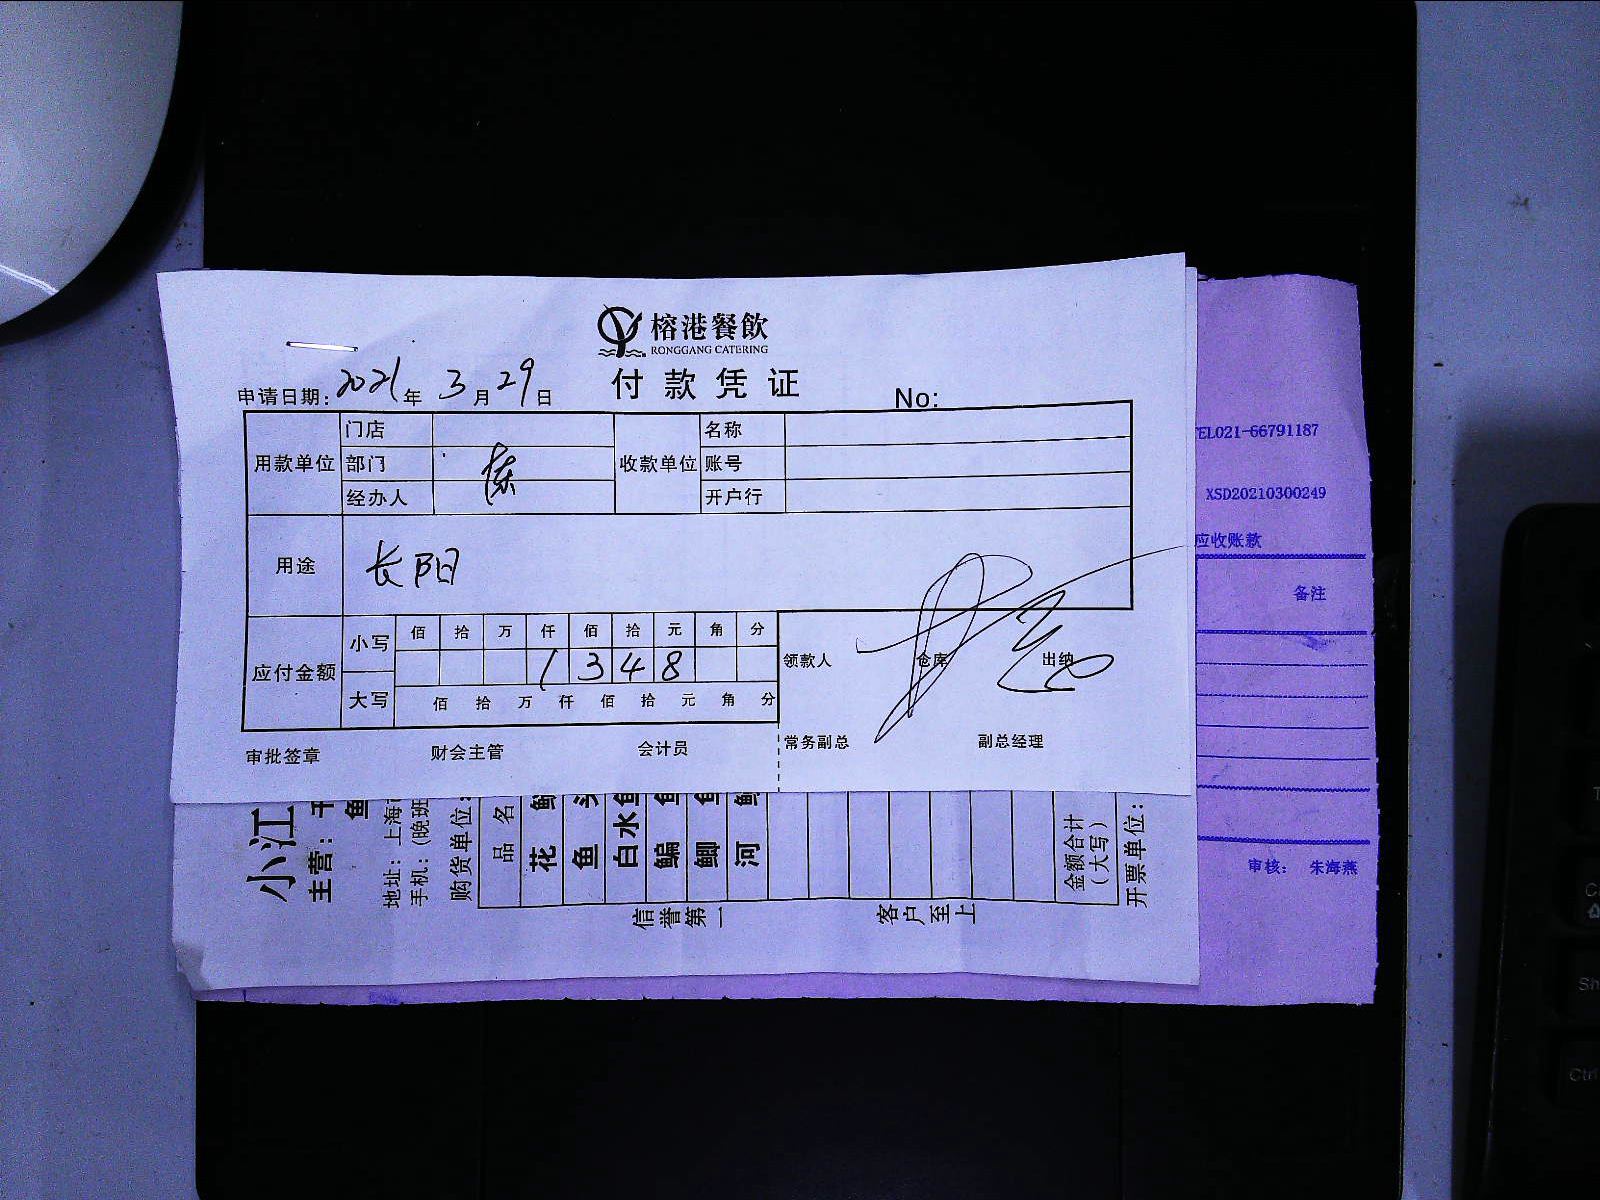 榕港餐飲
RONGGANG CATERING
付款凭证
申请日期: 2021年 3月 29日
No:
用款单位
门店
部门
经办人
陈
收款单位
名称
账号
开户行
用途
长阳
应付金额
小写
佰 拾 万 仟 佰 拾 元 角 分
1 3 4 8
大写
佰 拾 万 仟 佰 拾 元 角 分
领款人 仓库 出纳
审批签章 财会主管 会计员 常务副总 副总经理
小江
主营:
鱼
地址:上海
手机:(晚班
购货单位:
品名
花
鱼
白水鱼
鳊
鲫
河
金额合计
(大写)
开票单位:
信誉第一 客户至上
TEL021-66791187
XSD20210300249
应收账款
备注
审核: 朱海燕